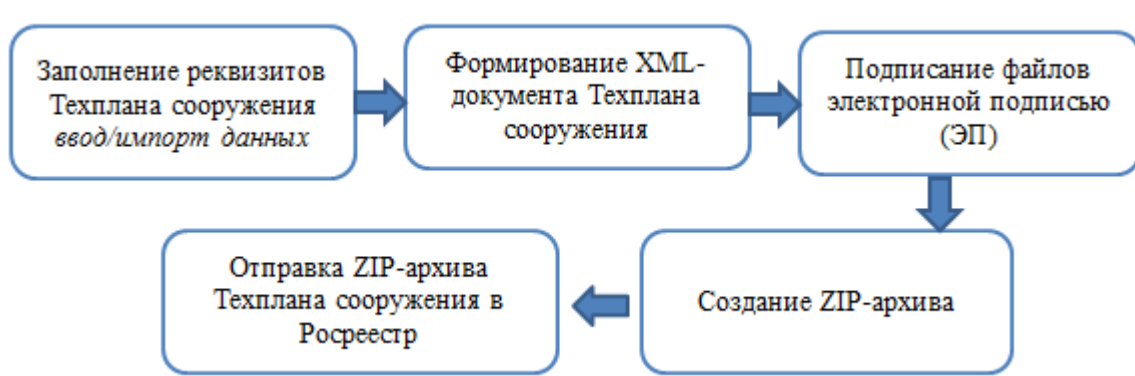 Заполнение реквизитов
Техплана сооружения
ввод/импорт данных
Формирование XML-
документа Техплана
сооружения
Подписание файлов
электронной подписью
(ЭП)
Создание ZIP-архива
Отправка ZIP-архива
Техплана сооружения в
Росреестр